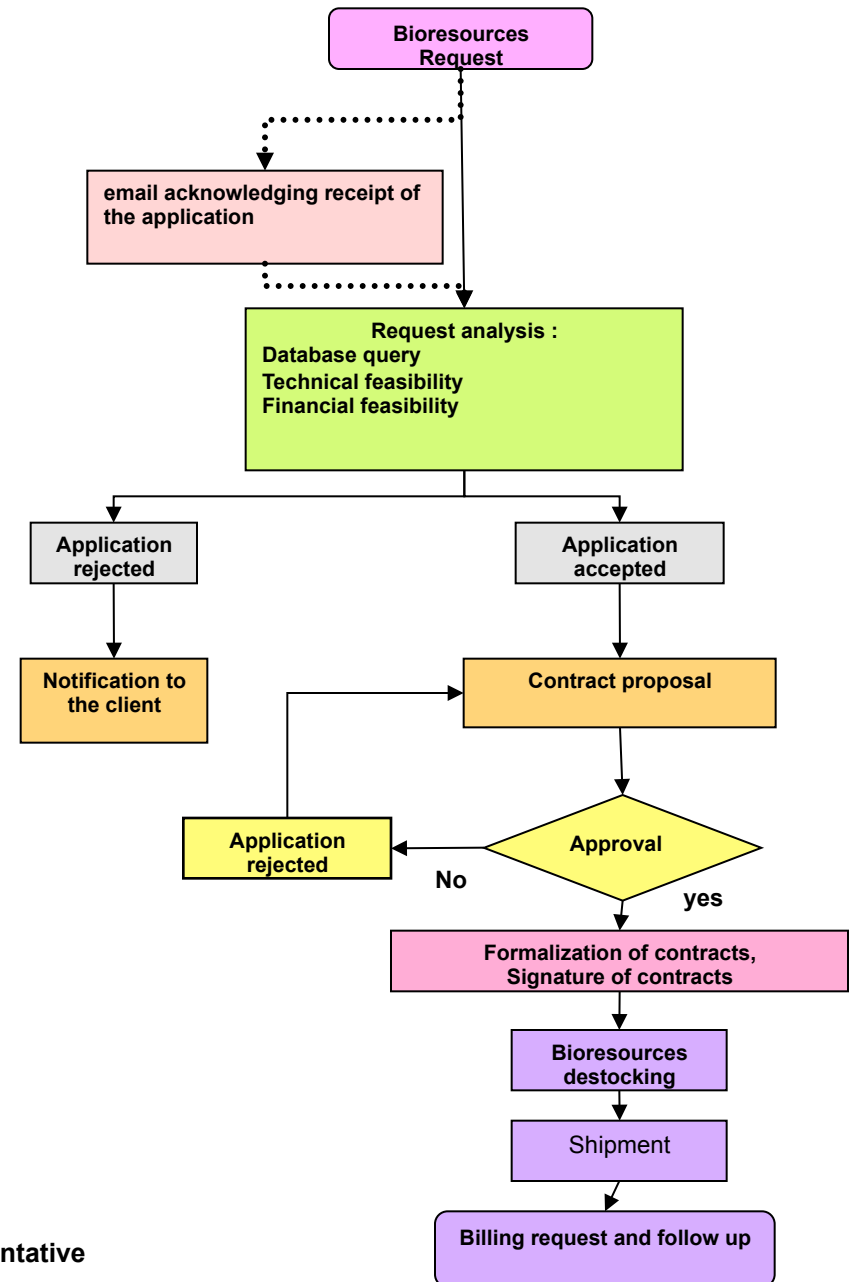 Bioresources
Request
email acknowledging receipt of
the application
Request analysis :
Database query
Technical feasibility
Financial feasibility
Application
rejected
Application
accepted
Notification to
the client
Contract proposal
Application
rejected
Approval
No
yes
Formalization of contracts,
Signature of contracts
Bioresources
destocking
Shipment
Billing request and follow up
ntative